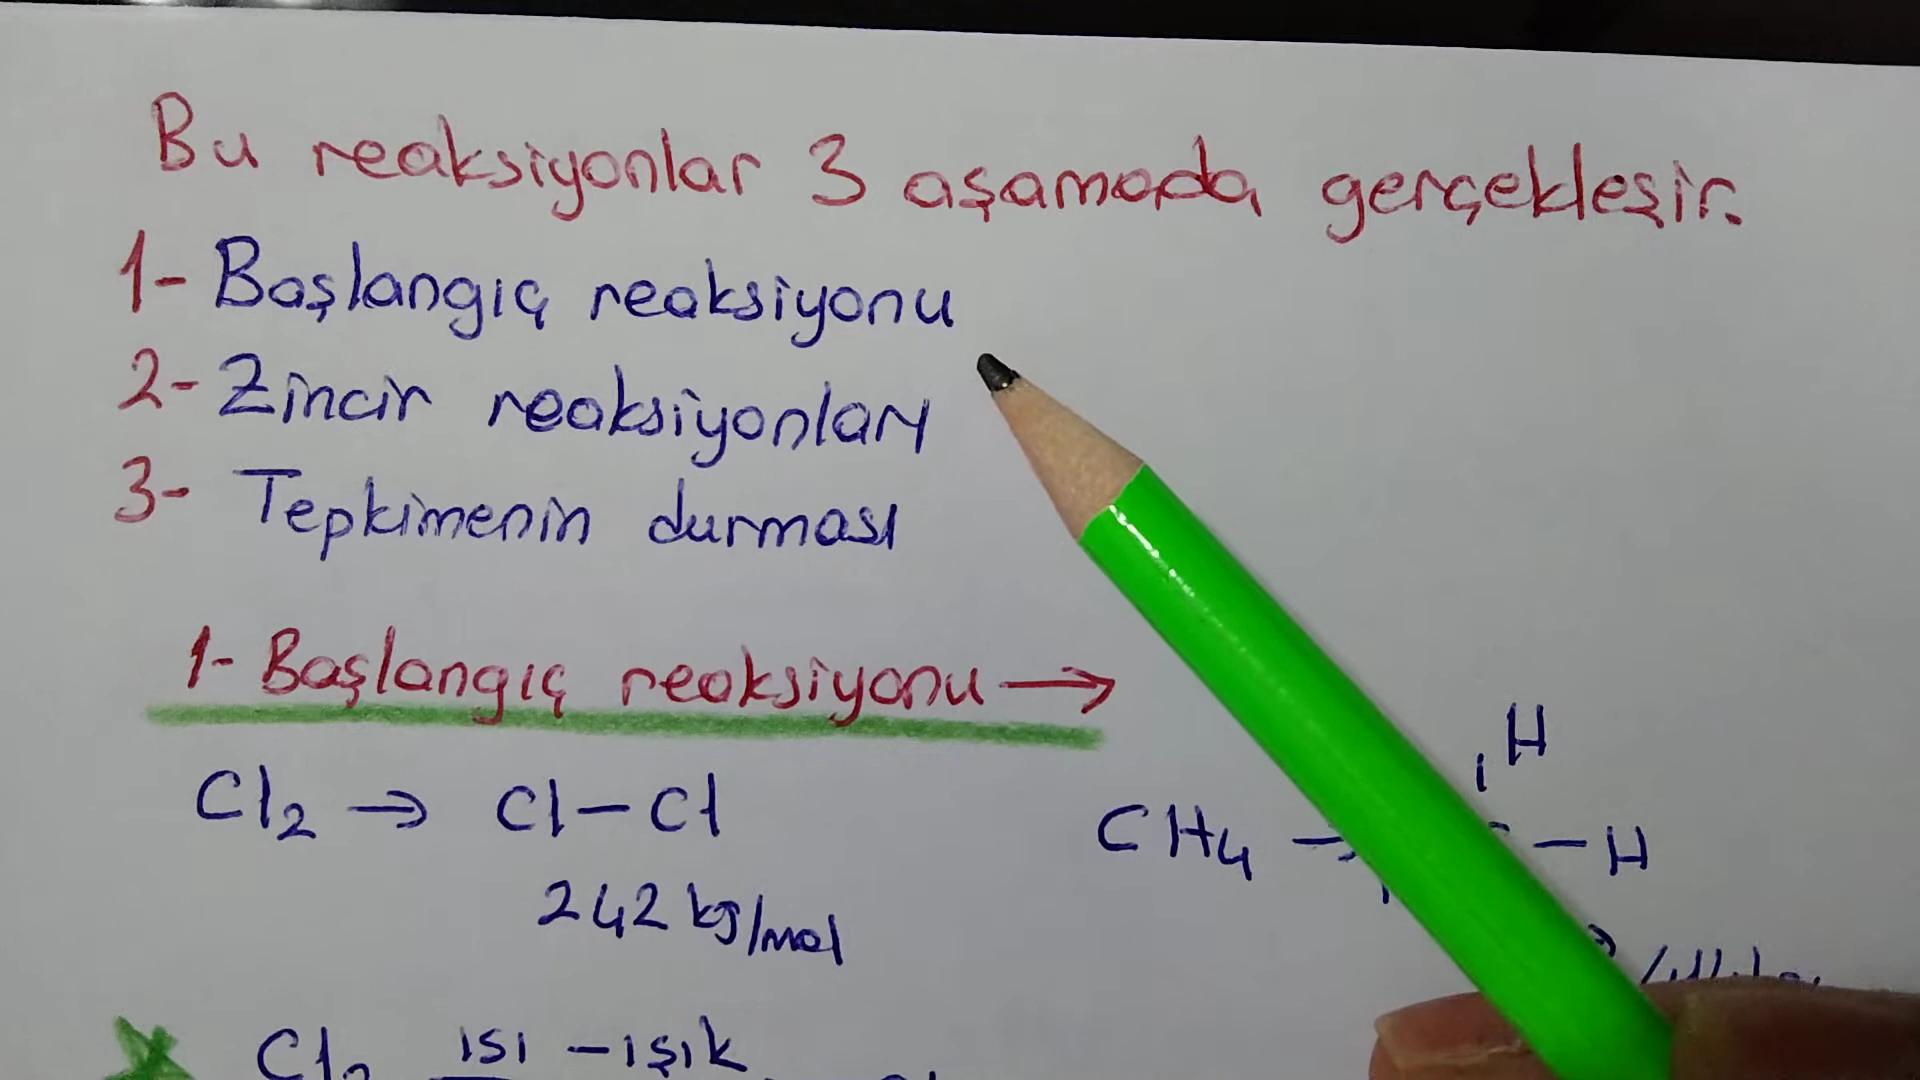 Bu reaksiyonlar 3 aşamada gerçekleşir.
1- Başlangıç reaksiyonu
2- Zincir reaksiyonları
3- Tepkimenin durması
1- Başlangıç reaksiyonu →
Cl₂ → Cl–Cl
242 kj/mol
CH₄ →
H
– H
Cl₂ ısı – ışık